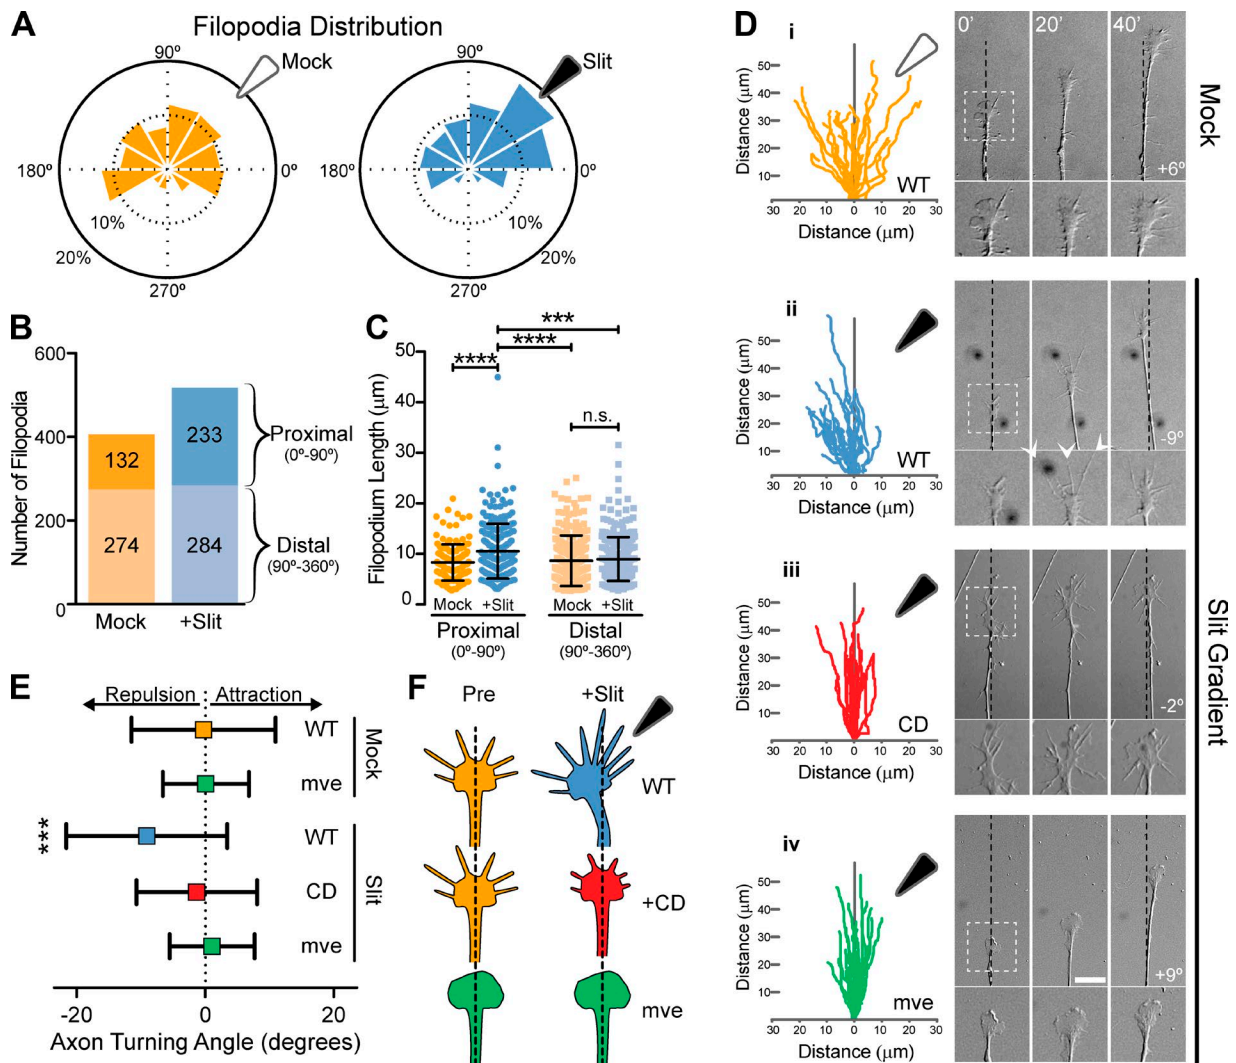 A
Filopodia Distribution
90º
Mock
180º
0º
10%
20%
270º
90º
Slit
180º
0º
10%
20%
270º
B
Number of Filopodia
600
400
200
0
132
274
233
284
Mock
+Slit
Proximal
(0º-90º)
Distal
(90º-360º)
C
Filopodium Length (μm)
50
40
30
20
10
0
****
****
***
n.s.
Mock
+Slit
Mock
+Slit
Proximal
(0º-90º)
Distal
(90º-360º)
D
i
Distance (μm)
50
40
30
20
10
WT
30 20 10 0 10 20 30
Distance (μm)
0'
20'
40'
+6º
Mock
ii
Distance (μm)
50
40
30
20
10
WT
30 20 10 0 10 20 30
Distance (μm)
-9º
iii
Distance (μm)
50
40
30
20
10
CD
30 20 10 0 10 20 30
Distance (μm)
-2º
iv
Distance (μm)
50
40
30
20
10
mve
30 20 10 0 10 20 30
Distance (μm)
+9º
Slit Gradient
E
Repulsion
Attraction
WT
mve
Mock
***
WT
CD
mve
Slit
-20
0
20
Axon Turning Angle (degrees)
F
Pre
+Slit
WT
+CD
mve